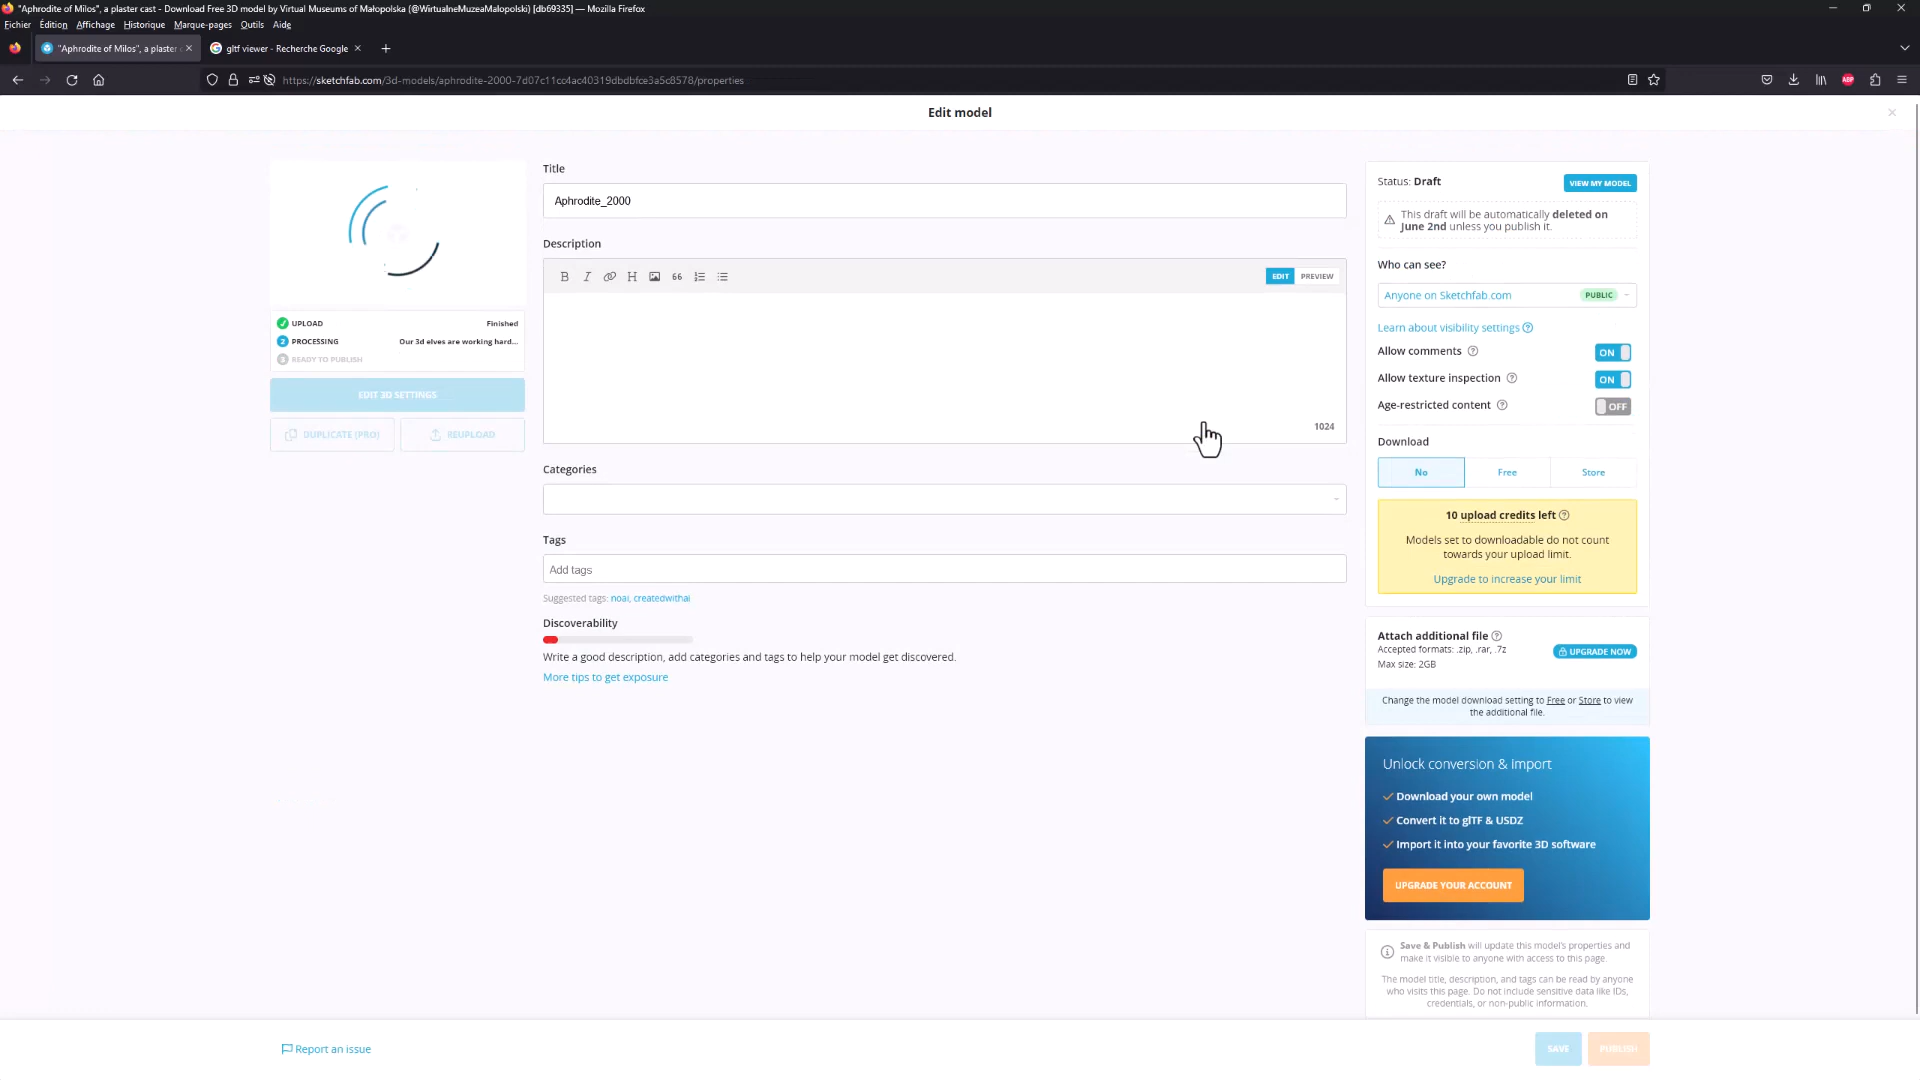 "Aphrodite of Milos", a plaster cast - Download Free 3D model by Virtual Museums of Małopolska (@WirtualneMuzeaMalopolski) [db69335] — Mozilla Firefox
Fichier Édition Affichage Historique Marque-pages Outils Aide
"Aphrodite of Milos", a plaster c
gltf viewer - Recherche Google
https://sketchfab.com/3d-models/aphrodite-2000-7d07c11cc4ac40319dbdbfce3a5c8578/properties
ABP
Edit model
Title
Aphrodite_2000
Description
B I H 66
EDIT PREVIEW
1024
UPLOAD Finished
2 PROCESSING Our 3d elves are working hard...
3 READY TO PUBLISH
EDIT 3D SETTINGS
DUPLICATE (PRO) REUPLOAD
Categories
Tags
Add tags
Suggested tags: noai, createdwithai
Discoverability
Write a good description, add categories and tags to help your model get discovered.
More tips to get exposure
Status: Draft
VIEW MY MODEL
This draft will be automatically deleted on
June 2nd unless you publish it.
Who can see?
Anyone on Sketchfab.com PUBLIC
Learn about visibility settings ?
Allow comments ? ON
Allow texture inspection ? ON
Age-restricted content ? OFF
Download
No Free Store
10 upload credits left ?
Models set to downloadable do not count
towards your upload limit.
Upgrade to increase your limit
Attach additional file ?
Accepted formats: .zip, .rar, .7z
Max size: 2GB
UPGRADE NOW
Change the model download setting to Free or Store to view
the additional file.
Unlock conversion & import
Download your own model
Convert it to glTF & USDZ
Import it into your favorite 3D software
UPGRADE YOUR ACCOUNT
Save & Publish will update this model's properties and
make it visible to anyone with access to this page.
The model title, description, and tags can be read by anyone
who visits this page. Do not include sensitive data like IDs,
credentials, or non-public information.
Report an issue
SAVE PUBLISH